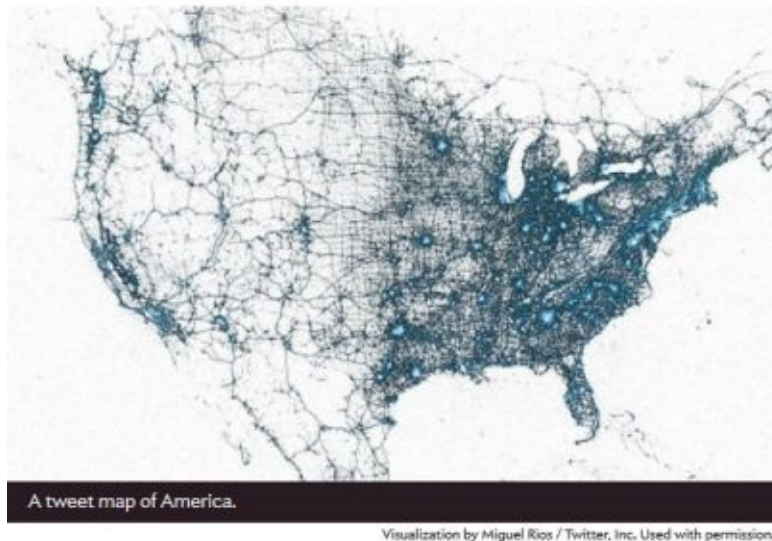 A tweet map of America.
Visualization by Miguel Rios / Twitter, Inc. Used with permission